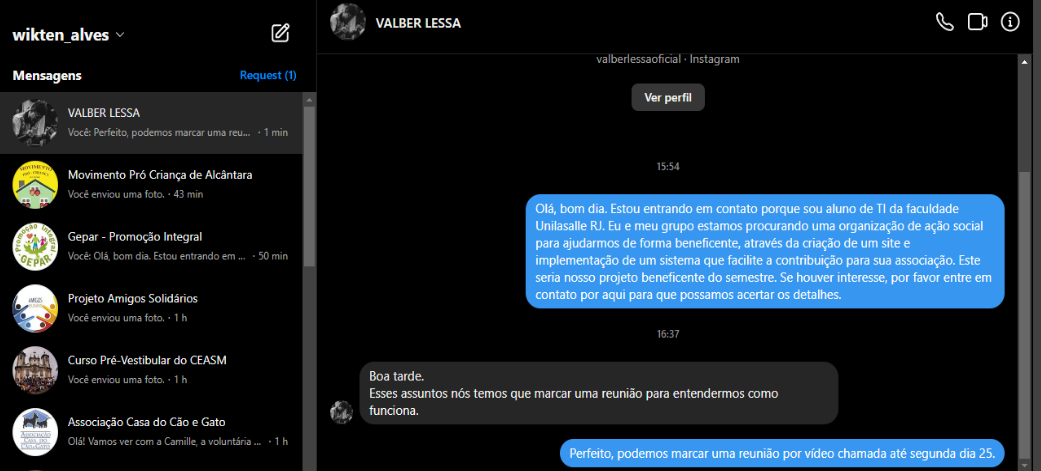 wikten_alves
Mensagens
Request (1)
VALBER LESSA
Você: Perfeito, podemos marcar uma reu... · 1 min
Movimento Pró Criança de Alcântara
Você enviou uma foto. · 43 min
Gepar - Promoção Integral
Você: Olá, bom dia. Estou entrando em ... · 50 min
Projeto Amigos Solidários
Você enviou uma foto. · 1 h
Curso Pré-Vestibular do CEASM
Você enviou uma foto. · 1 h
Associação Casa do Cão e Gato
Olá! Vamos ver com a Camille, a voluntária ... · 1 h
VALBER LESSA
valberlessaoficial · Instagram
Ver perfil
15:54
Olá, bom dia. Estou entrando em contato porque sou aluno de TI da faculdade
Unilasalle RJ. Eu e meu grupo estamos procurando uma organização de ação social
para ajudarmos de forma beneficente, através da criação de um site e
implementação de um sistema que facilite a contribuição para sua associação. Este
seria nosso projeto beneficente do semestre. Se houver interesse, por favor entre em
contato por aqui para que possamos acertar os detalhes.
16:37
Boa tarde.
Esses assuntos nós temos que marcar uma reunião para entendermos como
funciona.
Perfeito, podemos marcar uma reunião por vídeo chamada até segunda dia 25.